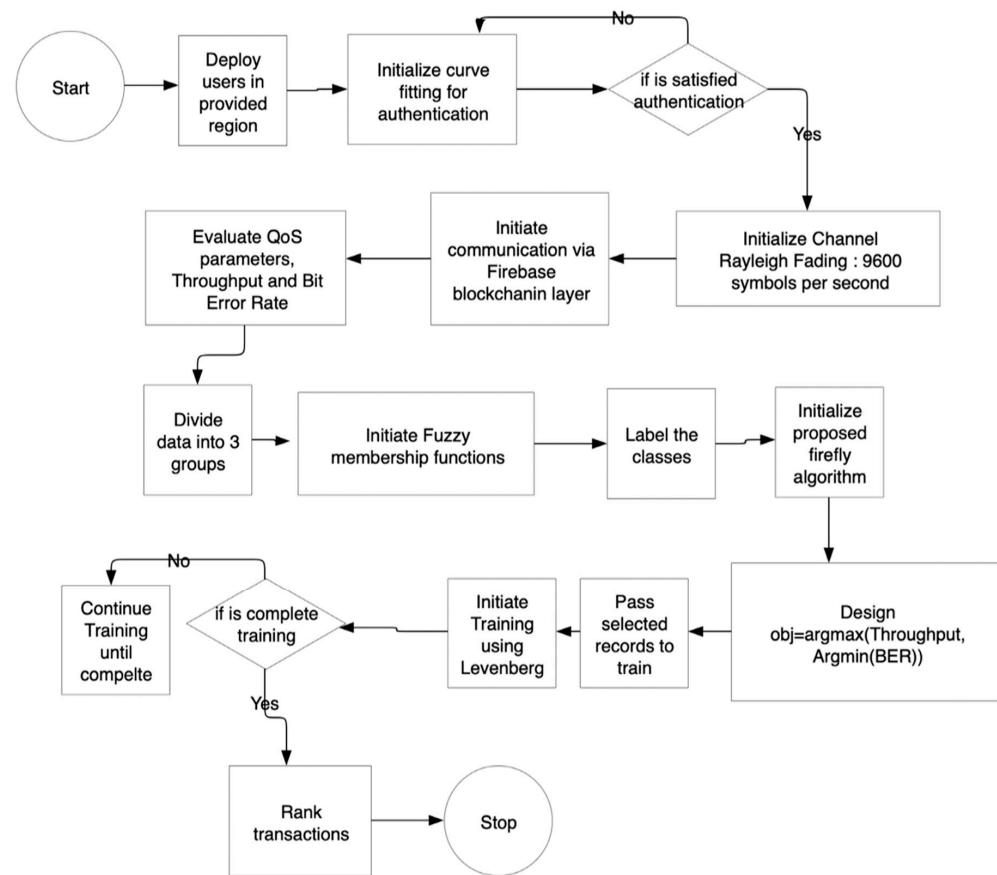 Start
Deploy
users in
provided
region
Initialize curve
fitting for
authentication
No
if is satisfied
authentication
Yes
Initialize Channel
Rayleigh Fading : 9600
symbols per second
Initiate
communication via
Firebase
blockchanin layer
Evaluate QoS
parameters,
Throughput and Bit
Error Rate
Divide
data into 3
groups
Initiate Fuzzy
membership functions
Label the
classes
Initialize
proposed
firefly
algorithm
Design
obj=argmax(Throughput,
Argmin(BER))
Pass
selected
records to
train
Initiate
Training
using
Levenberg
if is complete
training
No
Continue
Training
until
compelte
Yes
Rank
transactions
Stop